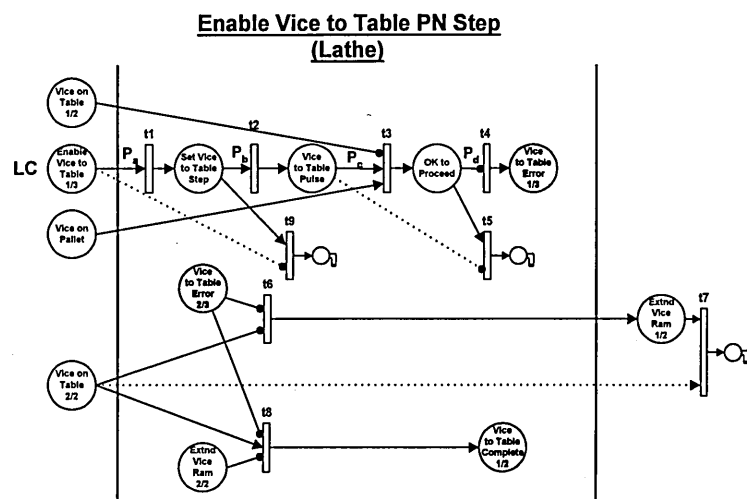 Enable Vice to Table PN Step
(Lathe)
Vice on
Table
1/2
t1
t2
t3
t4
LC
Enable
Vice to
Table
1/3
Pa
Set Vice
to Table
Step
Pb
Vice
to Table
Pulse
Pc
OK to
Proceed
Pd
Vice
to Table
Error
1/3
Vice on
Pallet
t9
t5
Vice
to Table
Error
2/3
t6
Extnd
Vice
Ram
1/2
t7
Vice on
Table
2/2
t8
Extnd
Vice
Ram
2/2
Vice
to Table
Complete
1/2